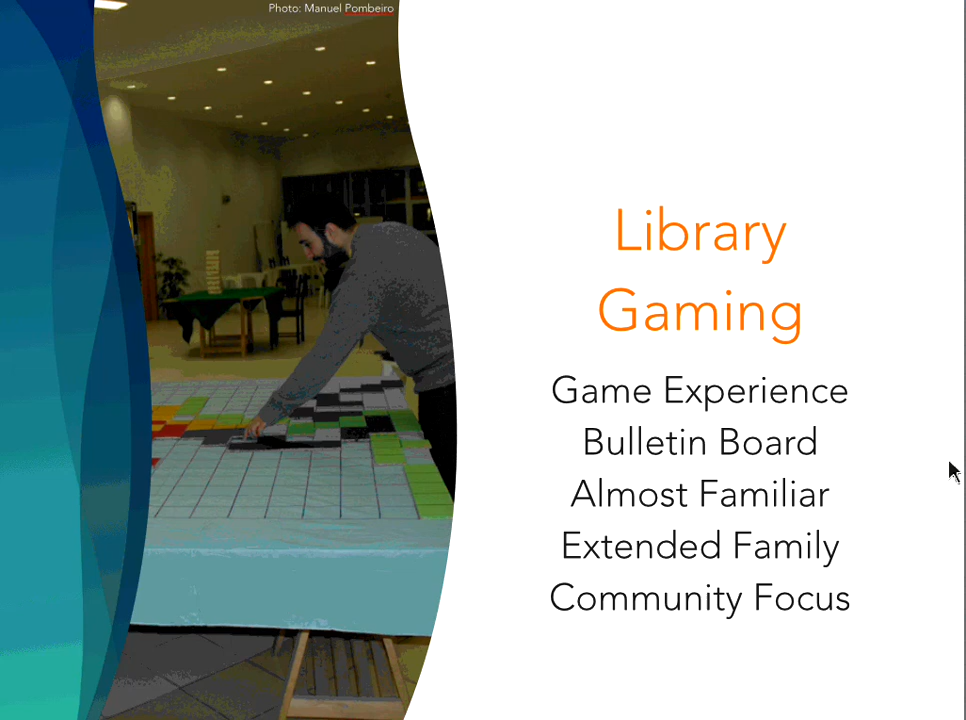 Photo: Manuel Pombeiro
Library
Gaming
Game Experience
Bulletin Board
Almost Familiar
Extended Family
Community Focus